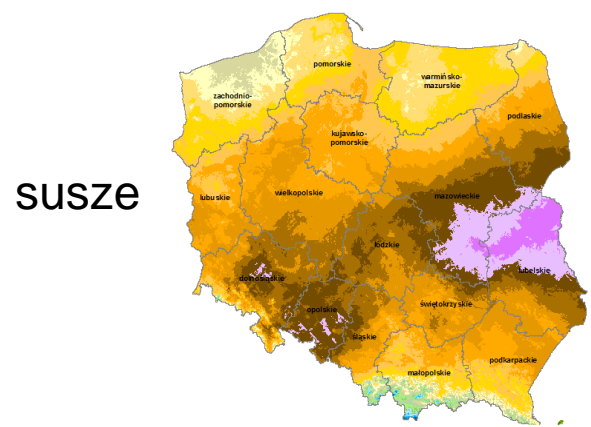 pomorskie
warmińsko-
mazurskie
zachodnio-
pomorskie
podlaskie
kujawsko-
pomorskie
susze
lubuskie
wielkopolskie
mazowieckie
łódzkie
lubelskie
dolnośląskie
opolskie
świętokrzyskie
śląskie
podkarpackie
małopolskie